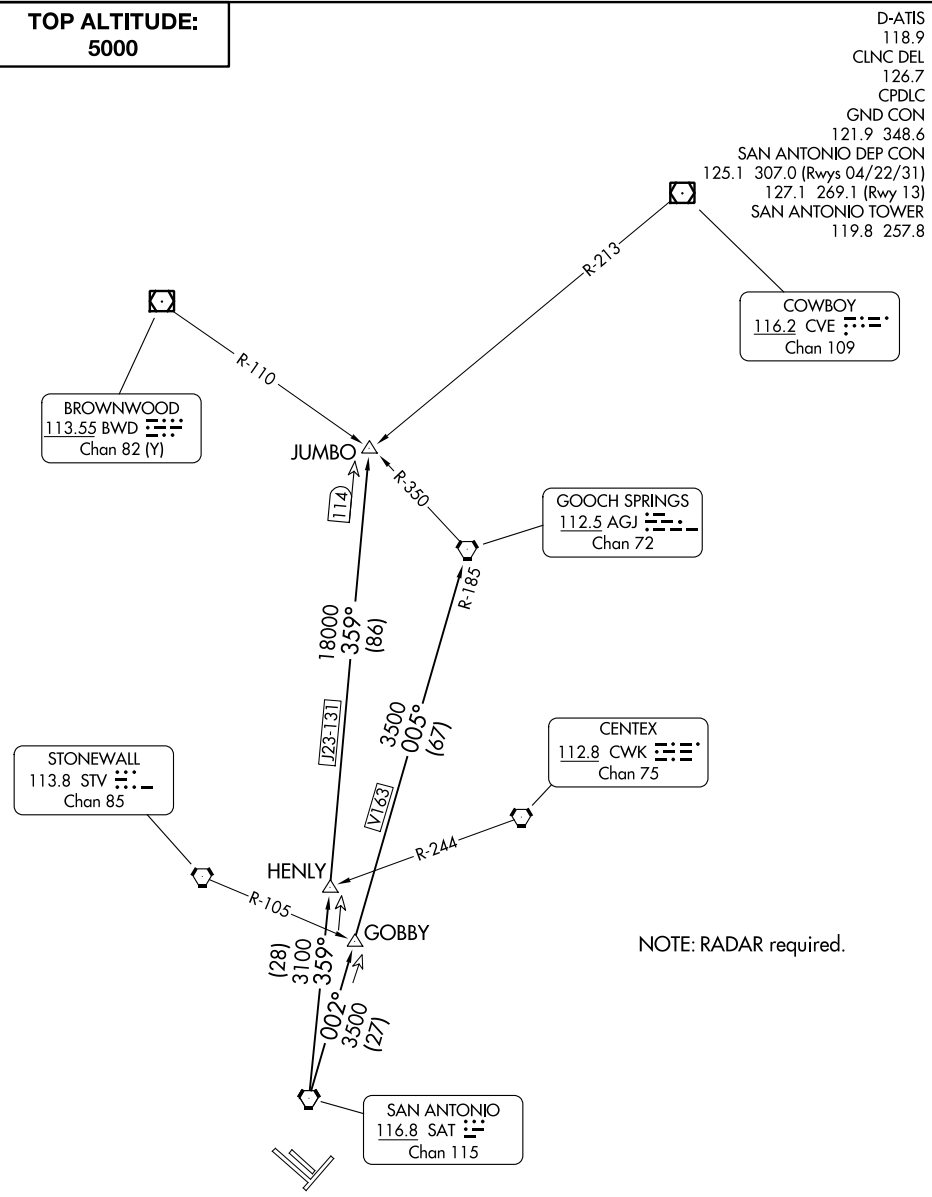 TOP ALTITUDE:
5000
D-ATIS
118.9
CLNC DEL
126.7
CPDLC
GND CON
121.9 348.6
SAN ANTONIO DEP CON
125.1 307.0 (Rwys 04/22/31)
127.1 269.1 (Rwy 13)
SAN ANTONIO TOWER
119.8 257.8
R-213
COWBOY
116.2 CVE
Chan 109
R-110
BROWNWOOD
113.55 BWD
Chan 82 (Y)
JUMBO
114
R-350
GOOCH SPRINGS
112.5 AGJ
Chan 72
R-185
18000
359°
(86)
J23-131
3500
005°
(67)
V163
CENTEX
112.8 CWK
Chan 75
STONEWALL
113.8 STV
Chan 85
R-244
HENLY
R-105
GOBBY
NOTE: RADAR required.
(28)
3100
359°
002°
3500
(27)
SAN ANTONIO
116.8 SAT
Chan 115